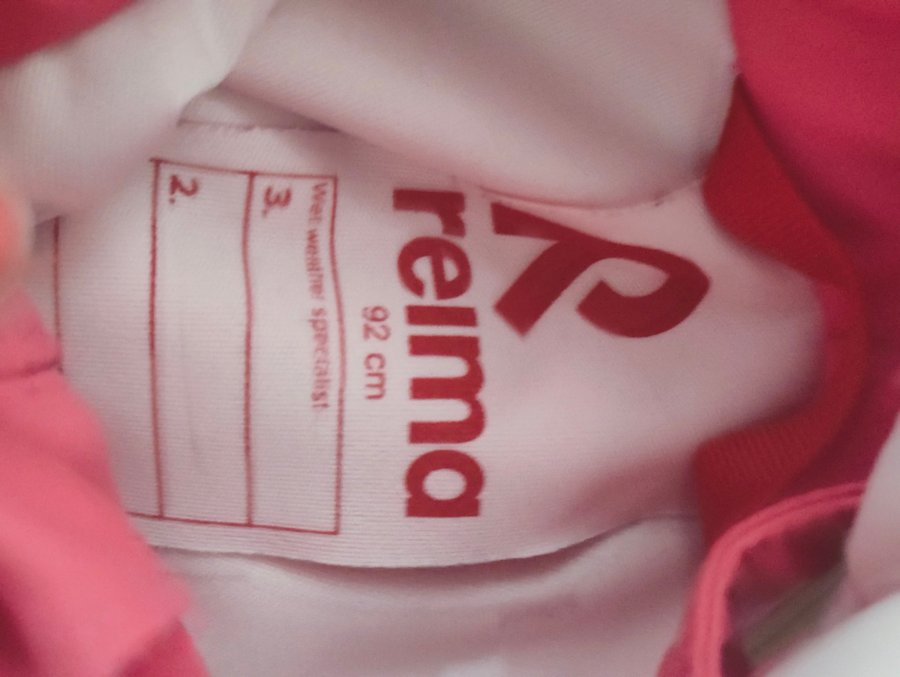 reima
92 cm
Wet weather specialist
3.
2.